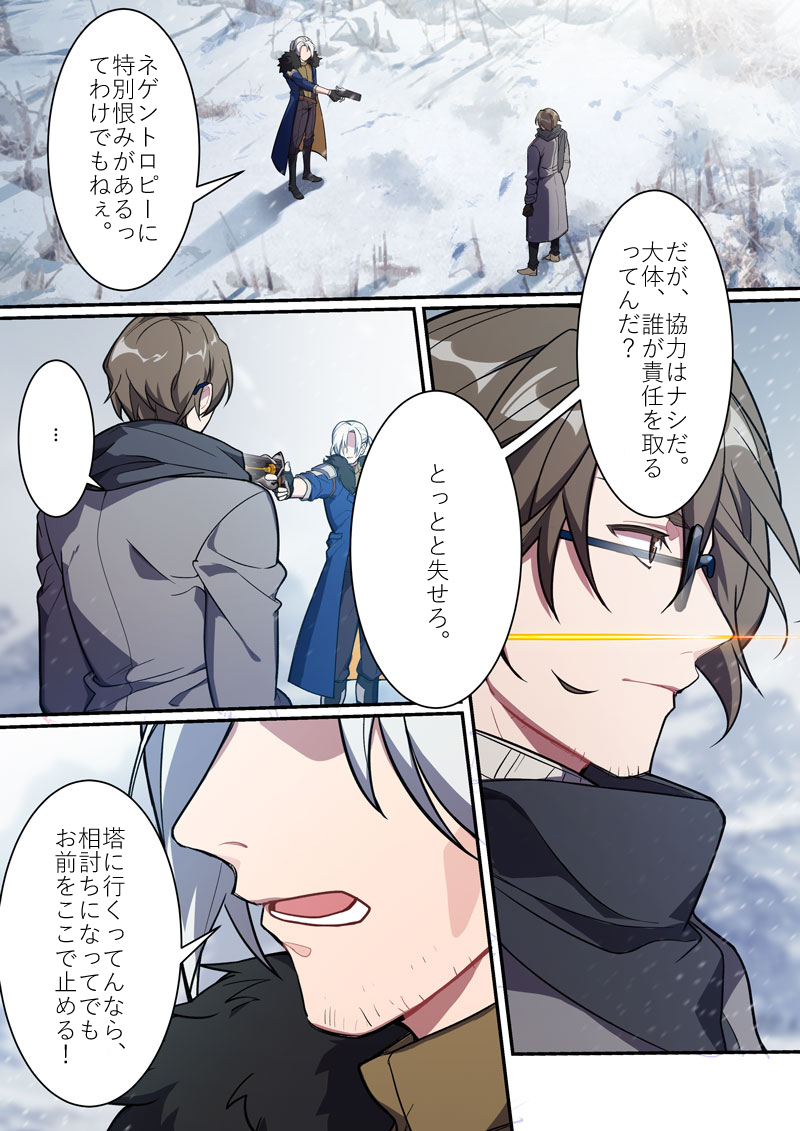 ネゲントロピーに
特別恨みがあるっ
てわけでもねぇ。
だが、協力はナシだ。
大体、誰が責任を取る
ってんだ？
とっとと失せろ。
…
塔に行くってんなら、
相討ちになってでも
お前をここで止める！